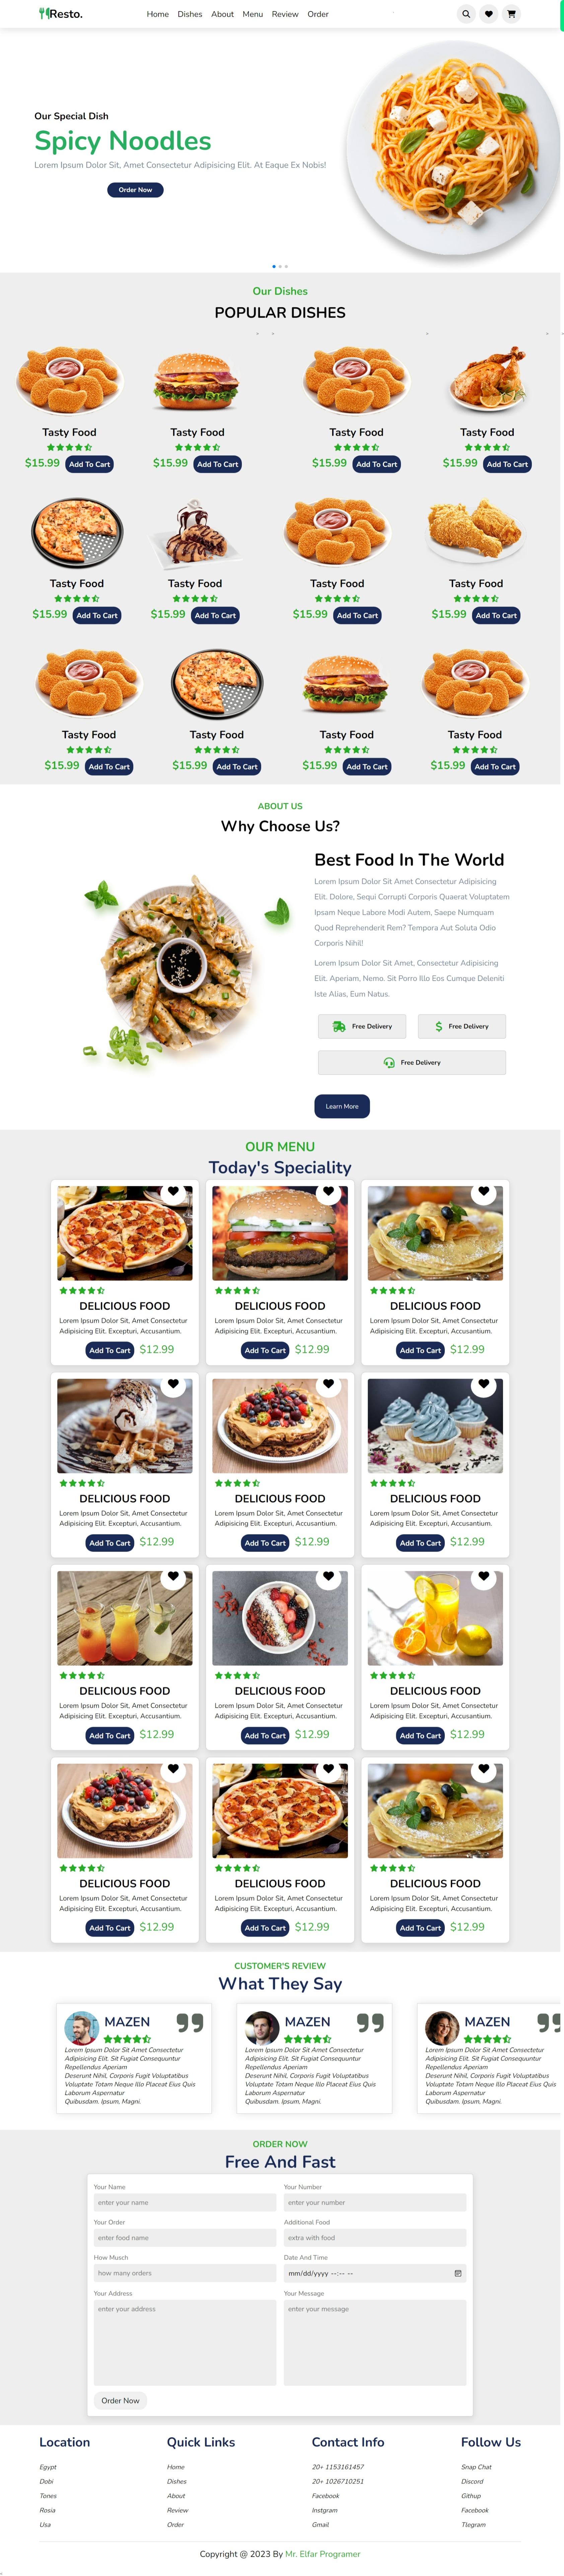 Resto.
Home Dishes About Menu Review Order
Our Special Dish
Spicy Noodles
Lorem Ipsum Dolor Sit, Amet Consectetur Adipisicing Elit. At Eaque Ex Nobis!
Order Now
Our Dishes
POPULAR DISHES
Tasty Food Tasty Food Tasty Food Tasty Food
$15.99 Add To Cart $15.99 Add To Cart $15.99 Add To Cart $15.99 Add To Cart
Tasty Food Tasty Food Tasty Food Tasty Food
$15.99 Add To Cart $15.99 Add To Cart $15.99 Add To Cart $15.99 Add To Cart
Tasty Food Tasty Food Tasty Food Tasty Food
$15.99 Add To Cart $15.99 Add To Cart $15.99 Add To Cart $15.99 Add To Cart
ABOUT US
Why Choose Us?
Best Food In The World
Lorem Ipsum Dolor Sit Amet Consectetur Adipisicing
Elit. Dolore, Sequi Corrupti Corporis Quaerat Voluptatem
Ipsam Neque Labore Modi Autem, Saepe Numquam
Quod Reprehenderit Rem? Tempora Aut Soluta Odio
Corporis Nihil!
Lorem Ipsum Dolor Sit Amet, Consectetur Adipisicing
Elit. Aperiam, Nemo. Sit Porro Illo Eos Cumque Deleniti
Iste Alias, Eum Natus.
Free Delivery Free Delivery
Free Delivery
Learn More
OUR MENU
Today's Speciality
DELICIOUS FOOD DELICIOUS FOOD DELICIOUS FOOD
Lorem Ipsum Dolor Sit, Amet Consectetur Lorem Ipsum Dolor Sit, Amet Consectetur Lorem Ipsum Dolor Sit, Amet Consectetur
Adipisicing Elit. Excepturi, Accusantium. Adipisicing Elit. Excepturi, Accusantium. Adipisicing Elit. Excepturi, Accusantium.
Add To Cart $12.99 Add To Cart $12.99 Add To Cart $12.99
DELICIOUS FOOD DELICIOUS FOOD DELICIOUS FOOD
Lorem Ipsum Dolor Sit, Amet Consectetur Lorem Ipsum Dolor Sit, Amet Consectetur Lorem Ipsum Dolor Sit, Amet Consectetur
Adipisicing Elit. Excepturi, Accusantium. Adipisicing Elit. Excepturi, Accusantium. Adipisicing Elit. Excepturi, Accusantium.
Add To Cart $12.99 Add To Cart $12.99 Add To Cart $12.99
DELICIOUS FOOD DELICIOUS FOOD DELICIOUS FOOD
Lorem Ipsum Dolor Sit, Amet Consectetur Lorem Ipsum Dolor Sit, Amet Consectetur Lorem Ipsum Dolor Sit, Amet Consectetur
Adipisicing Elit. Excepturi, Accusantium. Adipisicing Elit. Excepturi, Accusantium. Adipisicing Elit. Excepturi, Accusantium.
Add To Cart $12.99 Add To Cart $12.99 Add To Cart $12.99
DELICIOUS FOOD DELICIOUS FOOD DELICIOUS FOOD
Lorem Ipsum Dolor Sit, Amet Consectetur Lorem Ipsum Dolor Sit, Amet Consectetur Lorem Ipsum Dolor Sit, Amet Consectetur
Adipisicing Elit. Excepturi, Accusantium. Adipisicing Elit. Excepturi, Accusantium. Adipisicing Elit. Excepturi, Accusantium.
Add To Cart $12.99 Add To Cart $12.99 Add To Cart $12.99
CUSTOMER'S REVIEW
What They Say
MAZEN
Lorem Ipsum Dolor Sit Amet Consectetur
Adipisicing Elit. Sit Fugiat Consequuntur
Repellendus Aperiam
Deserunt Nihil, Corporis Fugit Voluptatibus
Voluptate Totam Neque Illo Placeat Eius Quis
Laborum Aspernatur
Quibusdam. Ipsum, Magni.
MAZEN
Lorem Ipsum Dolor Sit Amet Consectetur
Adipisicing Elit. Sit Fugiat Consequuntur
Repellendus Aperiam
Deserunt Nihil, Corporis Fugit Voluptatibus
Voluptate Totam Neque Illo Placeat Eius Quis
Laborum Aspernatur
Quibusdam. Ipsum, Magni.
MAZEN
Lorem Ipsum Dolor Sit Amet Consectetur
Adipisicing Elit. Sit Fugiat Consequuntur
Repellendus Aperiam
Deserunt Nihil, Corporis Fugit Voluptatibus
Voluptate Totam Neque Illo Placeat Eius Quis
Laborum Aspernatur
Quibusdam. Ipsum, Magni.
ORDER NOW
Free And Fast
Your Name Your Number
enter your name enter your number
Your Order Additional Food
enter food name extra with food
How Musch Date And Time
how many orders mm/dd/yyyy --:-- --
Your Address Your Message
enter your address enter your message
Order Now
Location Quick Links Contact Info Follow Us
Egypt Home 20+ 1153161457 Snap Chat
Dobi Dishes 20+ 1026710251 Discord
Tones About Facebook Githup
Rosia Review Instgram Facebook
Usa Order Gmail Tlegram
Copyright @ 2023 By Mr. Elfar Programer